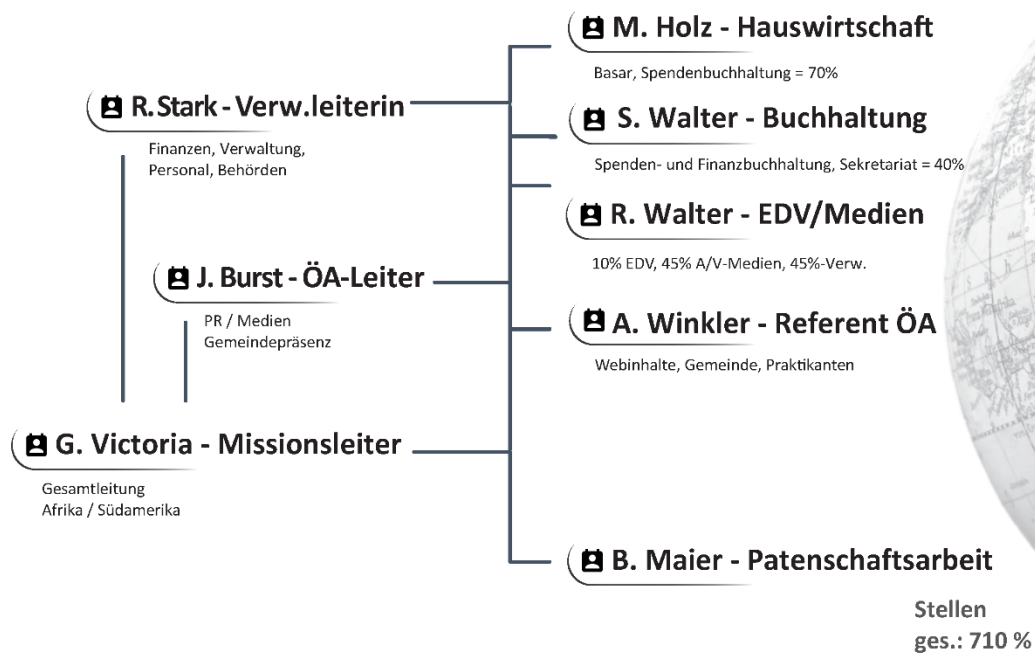 M. Holz - Hauswirtschaft
Basar, Spendenbuchhaltung = 70%
R.Stark - Verw.leiterin
Finanzen, Verwaltung,
Personal, Behörden
S. Walter - Buchhaltung
Spenden- und Finanzbuchhaltung, Sekretariat = 40%
R. Walter - EDV/Medien
10% EDV, 45% A/V-Medien, 45%-Verw.
J. Burst - ÖA-Leiter
PR / Medien
Gemeindepräsenz
A. Winkler - Referent ÖA
Webinhalte, Gemeinde, Praktikanten
G. Victoria - Missionsleiter
Gesamtleitung
Afrika / Südamerika
B. Maier - Patenschaftsarbeit
Stellen
ges.: 710 %